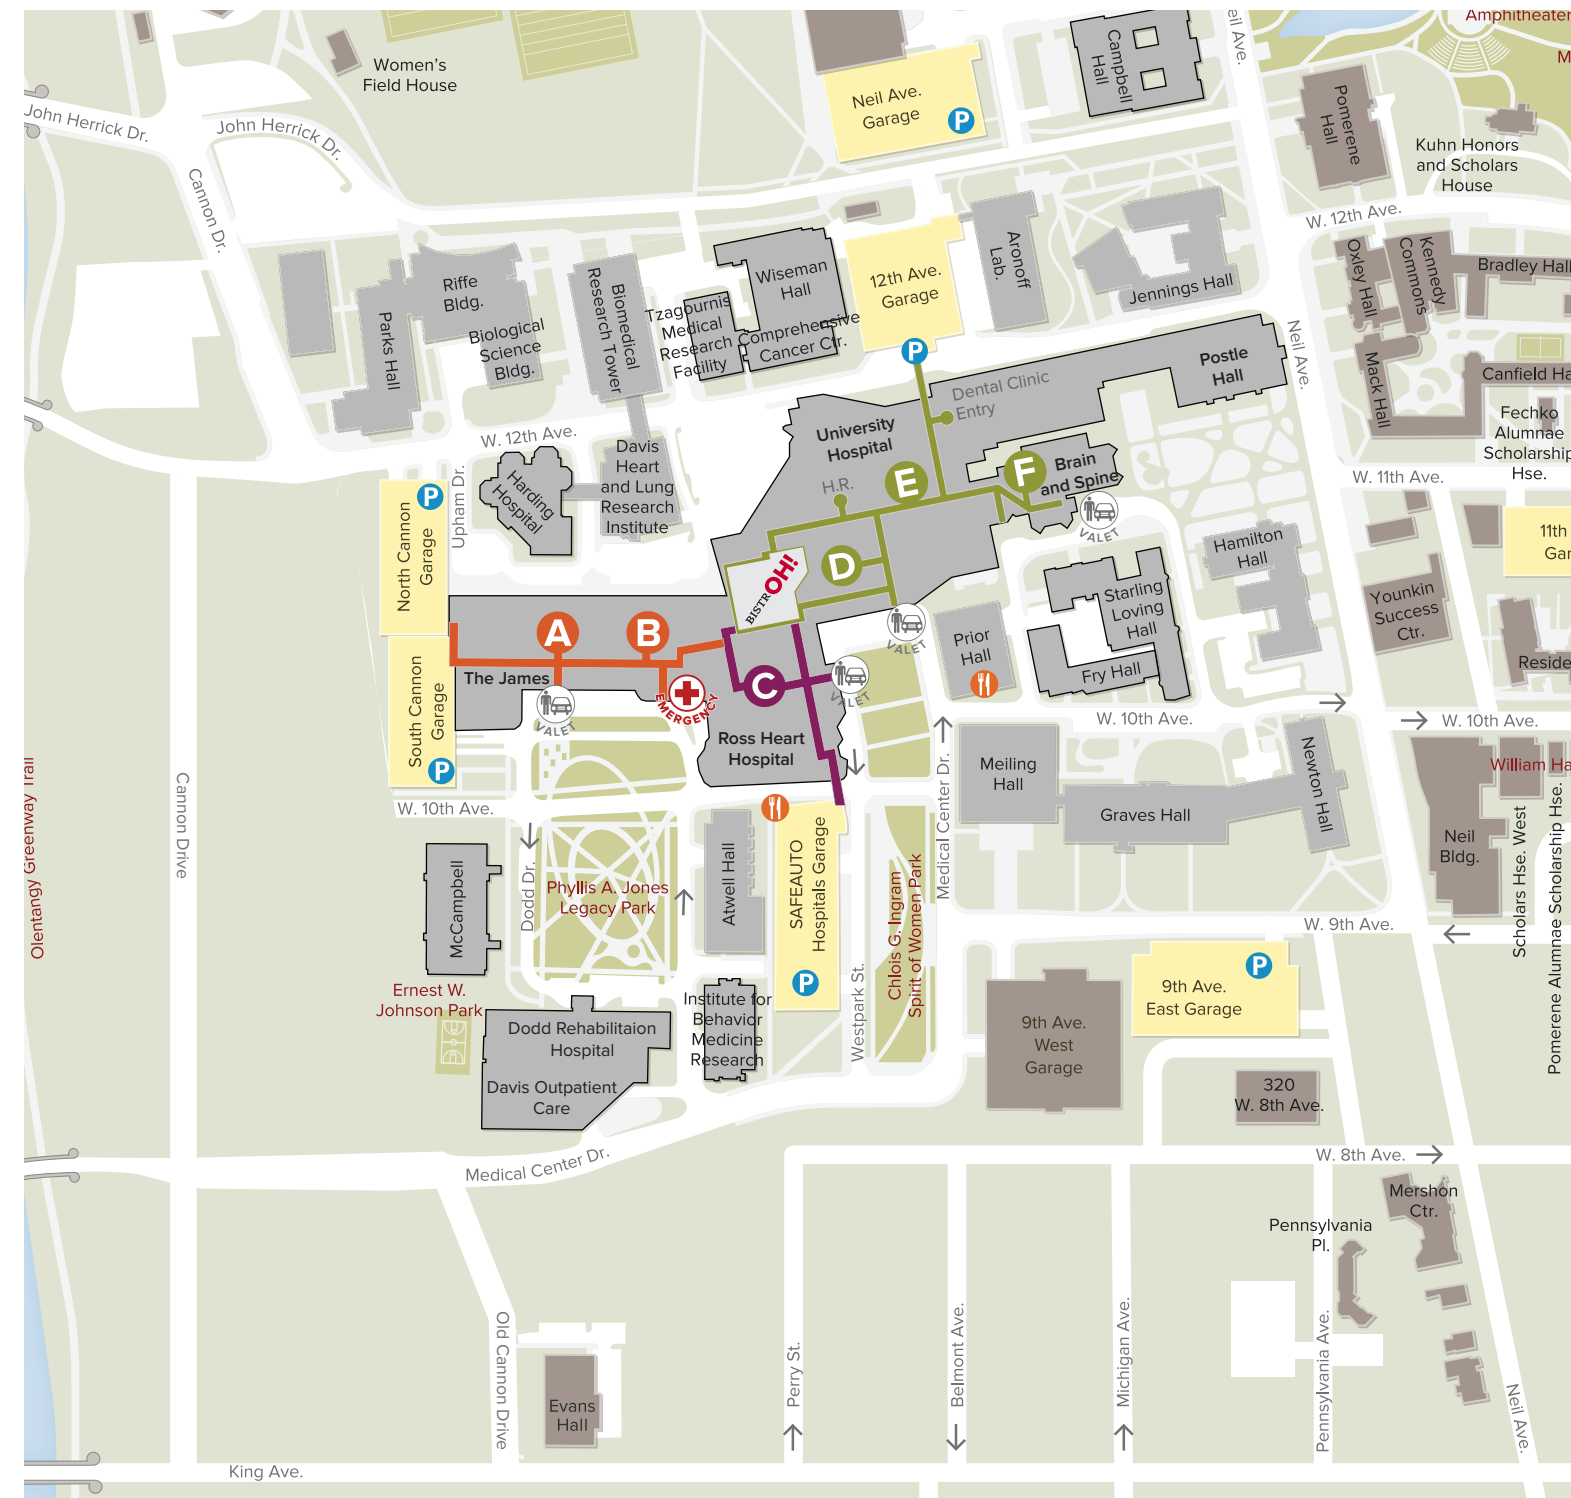 Amphitheater
M
Women's
Field House
Campbell
Hall
eil Ave.
Neil Ave.
Garage
P
John Herrick Dr.
John Herrick Dr.
Pomerene
Hall
Kuhn Honors
and Scholars
House
Cannon Dr.
W. 12th Ave.
Aronoff
Lab.
Jennings Hall
Oxley Hall
Kennedy
Commons
Bradley Hall
Riffe
Bldg.
Biomedical
Research Tower
Wiseman
Hall
12th Ave.
Garage
P
Parks Hall
Biological
Science
Bldg.
Tzagournis
Medical
Research
Facility
Comprehensive
Cancer Ctr.
Postle
Hall
Neil Ave.
Mack Hall
Canfield Ha
Dental Clinic
Entry
Fechko
Alumnae
Scholarship
Hse.
University
Hospital
W. 12th Ave.
Davis
Heart
and Lung
Research
Institute
Harding
Hospital
Upham Dr.
H.R.
E
F
Brain
and Spine
VALET
W. 11th Ave.
11th
Gar
P
North Cannon
Garage
Hamilton
Hall
D
BISTROH!
Starling
Loving
Hall
Fry Hall
Younkin
Success
Ctr.
Reside
A
B
VALET
Prior
Hall
The James
C
VALET
VALET
EMERGENCY
South Cannon
Garage
P
W. 10th Ave.
W. 10th Ave.
Ross Heart
Hospital
Medical Center Dr.
Meiling
Hall
Newton Hall
William Ha
Olentangy Greenway Trail
Cannon Drive
W. 10th Ave.
Graves Hall
Neil
Bldg.
Scholars Hse. West
Pomerene Alumnae Scholarship Hse.
McCampbell
Dodd Dr.
Phyllis A. Jones
Legacy Park
Atwell Hall
SAFEAUTO
Hospitals Garage
P
Chlois G. Ingram
Spirit of Women Park
W. 9th Ave.
Ernest W.
Johnson Park
Institute for
Behavior
Medicine
Research
Westpark St.
9th Ave.
East Garage
P
Dodd Rehabilitaion
Hospital
Davis Outpatient
Care
9th Ave.
West
Garage
320
W. 8th Ave.
Medical Center Dr.
W. 8th Ave.
Mershon
Ctr.
Pennsylvania
Pl.
Old Cannon Drive
Perry St.
Belmont Ave.
Michigan Ave.
Pennsylvania Ave.
Neil Ave.
Evans
Hall
King Ave.